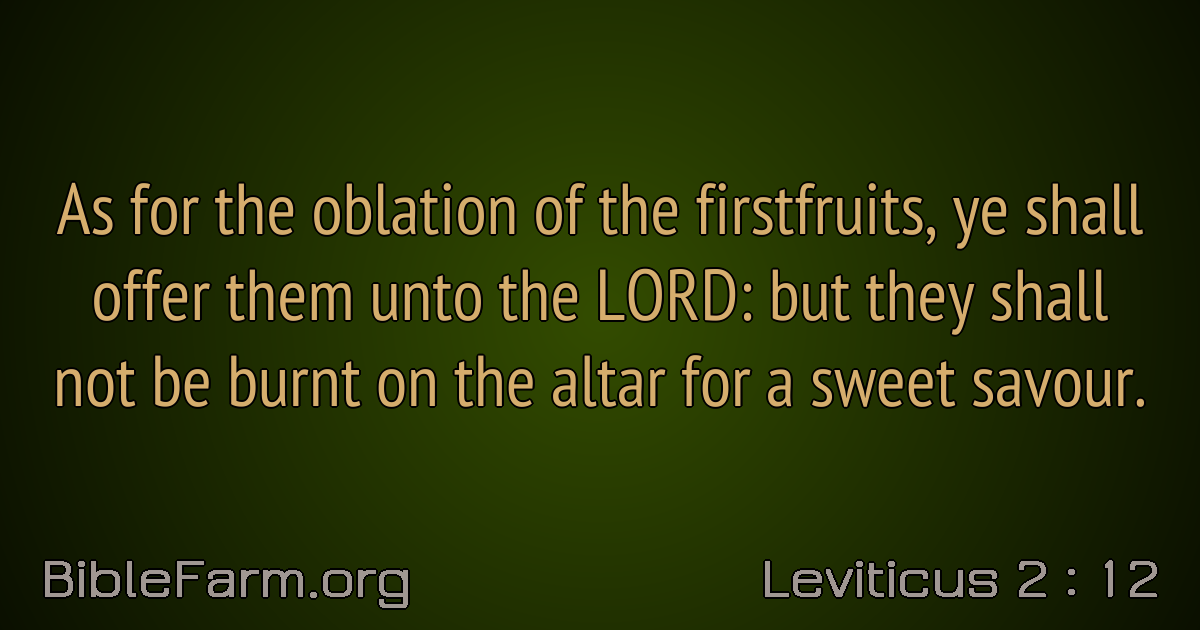 As for the oblation of the firstfruits, ye shall
offer them unto the LORD: but they shall
not be burnt on the altar for a sweet savour.
BibleFarm.org
Leviticus 2 : 12